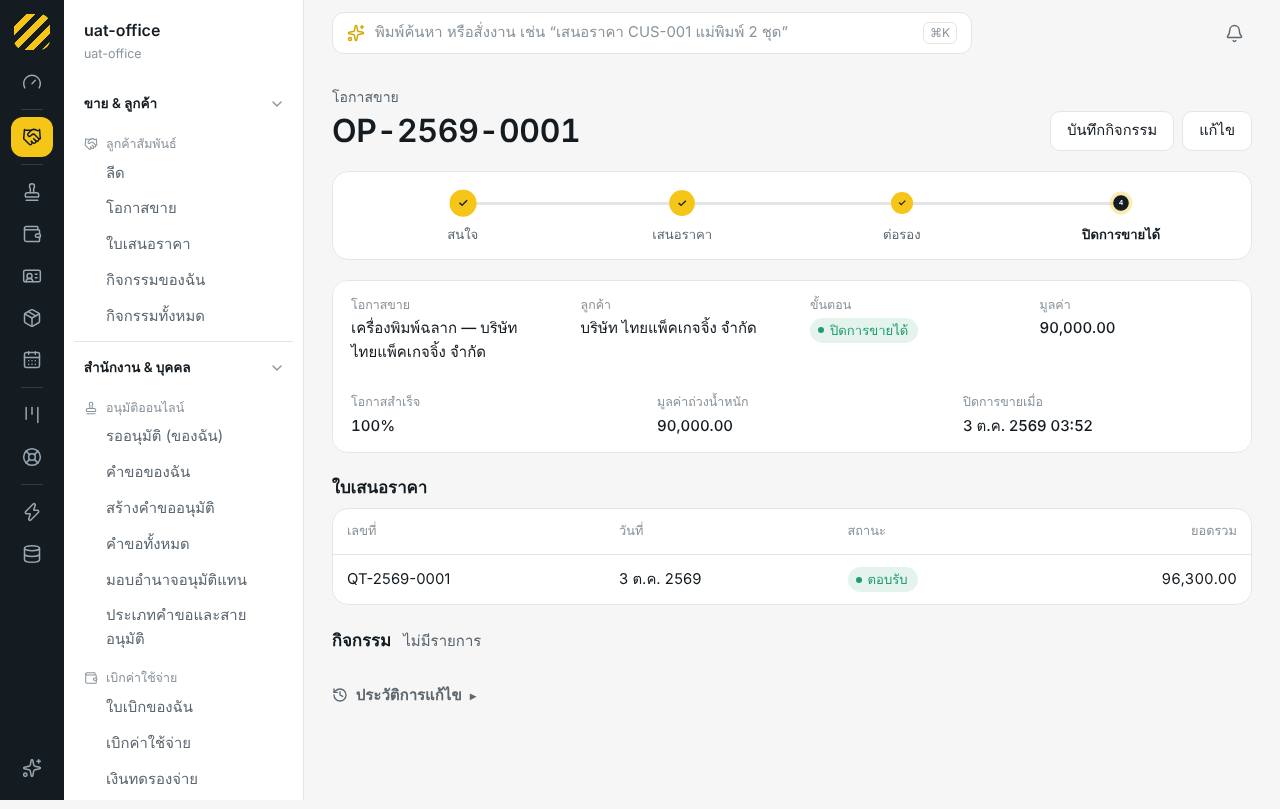 uat-office
uat-office
ขาย & ลูกค้า
ลูกค้าสัมพันธ์
ลีด
โอกาสขาย
ใบเสนอราคา
กิจกรรมของฉัน
กิจกรรมทั้งหมด
สำนักงาน & บุคคล
อนุมัติออนไลน์
รออนุมัติ (ของฉัน)
คำขอของฉัน
สร้างคำขออนุมัติ
คำขอทั้งหมด
มอบอำนาจอนุมัติแทน
ประเภทคำขอและสาย
อนุมัติ
เบิกค่าใช้จ่าย
ใบเบิกของฉัน
เบิกค่าใช้จ่าย
เงินทดรองจ่าย
พิมพ์ค้นหา หรือสั่งงาน เช่น “เสนอราคา CUS-001 แม่พิมพ์ 2 ชุด” ⌘K
โอกาสขาย
OP-2569-0001
บันทึกกิจกรรม แก้ไข
4
สนใจ เสนอราคา ต่อรอง ปิดการขายได้
โอกาสขาย ลูกค้า ขั้นตอน มูลค่า
เครื่องพิมพ์ฉลาก — บริษัท บริษัท ไทยแพ็คเกจจิ้ง จำกัด ปิดการขายได้ 90,000.00
ไทยแพ็คเกจจิ้ง จำกัด
โอกาสสำเร็จ มูลค่าถ่วงน้ำหนัก ปิดการขายเมื่อ
100% 90,000.00 3 ต.ค. 2569 03:52
ใบเสนอราคา
เลขที่ วันที่ สถานะ ยอดรวม
QT-2569-0001 3 ต.ค. 2569 ตอบรับ 96,300.00
กิจกรรม ไม่มีรายการ
ประวัติการแก้ไข ▸